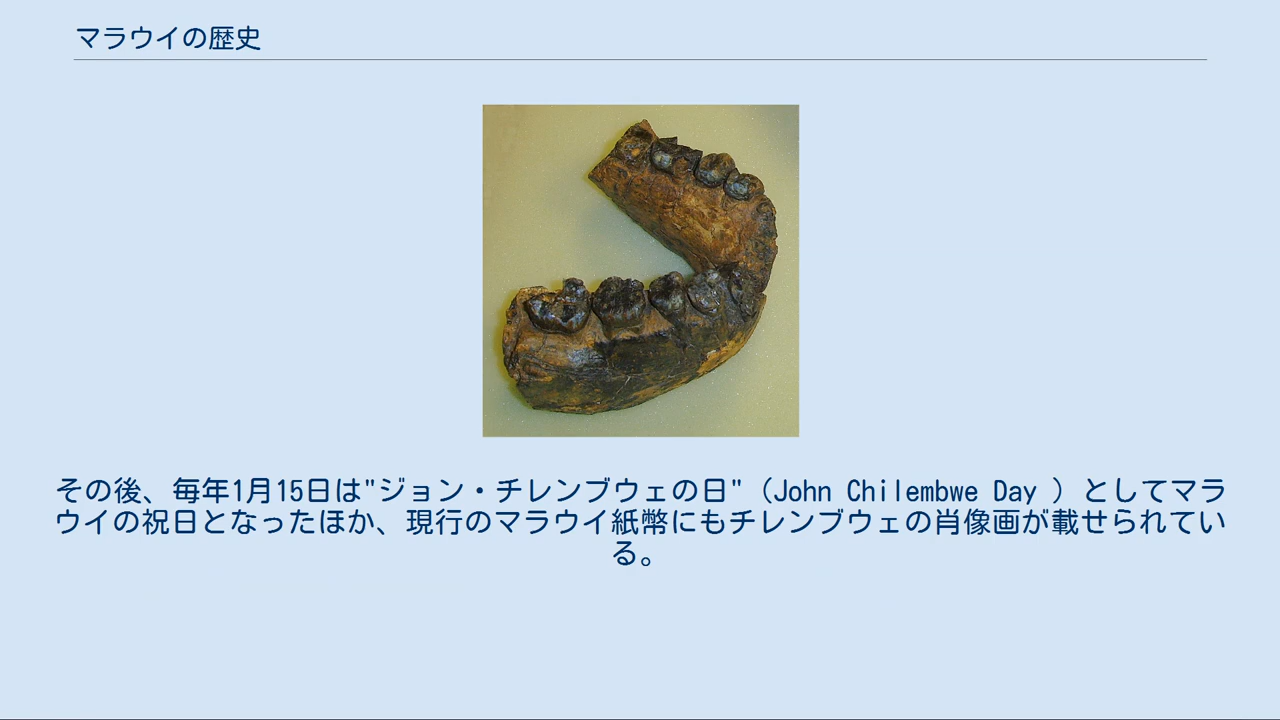 マラウイの歴史
その後、毎年1月15日は"ジョン・チレンブウェの日"（John Chilembwe Day ）としてマラ
ウイの祝日となったほか、現行のマラウイ紙幣にもチレンブウェの肖像画が載せられてい
る。